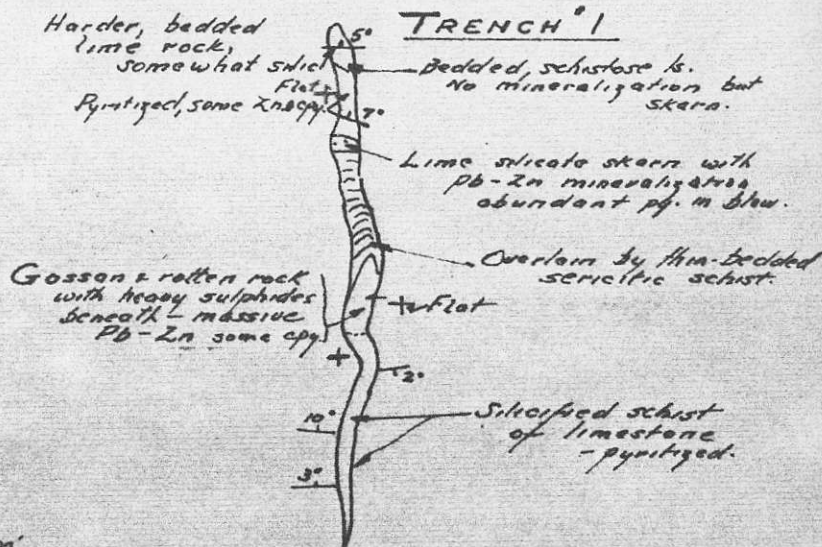 TRENCH #1
Harder, bedded
lime rock,
somewhat silici
5°
Bedded, schistose ls.
No mineralization but
skarn.
Flat
Pyritized, some Zn & cpy.
7°
Lime silicate skarn with
Pb-Zn mineralization
abundant py. in blow.
Overlain by thin-bedded
sericitic schist.
Gossan & rotten rock
with heavy sulphides
beneath - massive
Pb-Zn some cpy
Flat
2°
10°
Silicified schist
or limestone
- pyritized.
3°